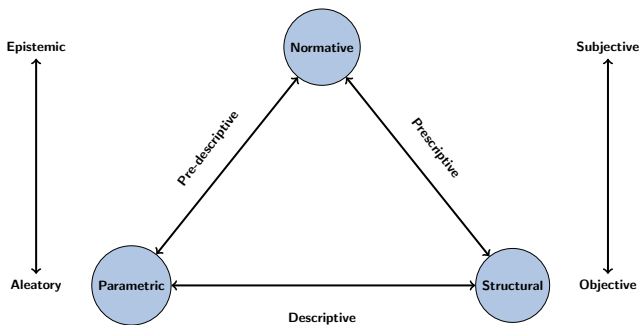 Normative
Epistemic
Subjective
Pre-descriptive
Prescriptive
Aleatory
Parametric
Structural
Objective
Descriptive